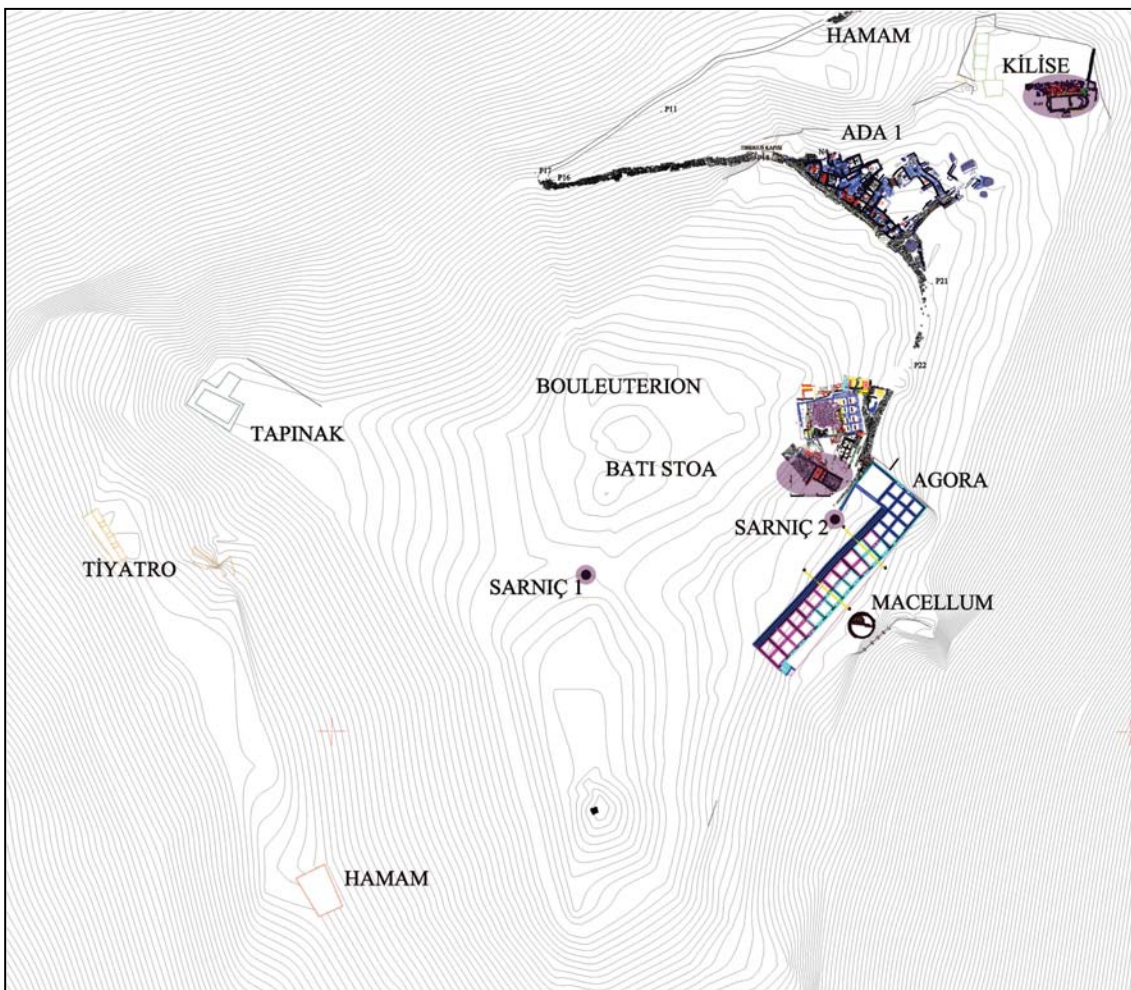 HAMAM
KİLİSE
P11
ADA 1
P17
P16
P21
P22
BOULEUTERION
TAPINAK
BATI STOA
AGORA
SARNIÇ 2
TİYATRO
SARNIÇ 1
MACELLUM
HAMAM